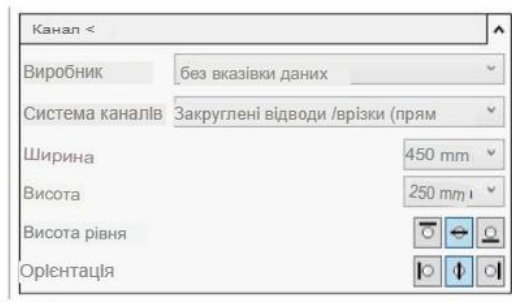 Канал <
Виробник без вказівки даних
Система каналів Закруглені відводи /врізки (прям
Ширина 450 mm
Висота 250 mm
Висота рівня
Орієнтація